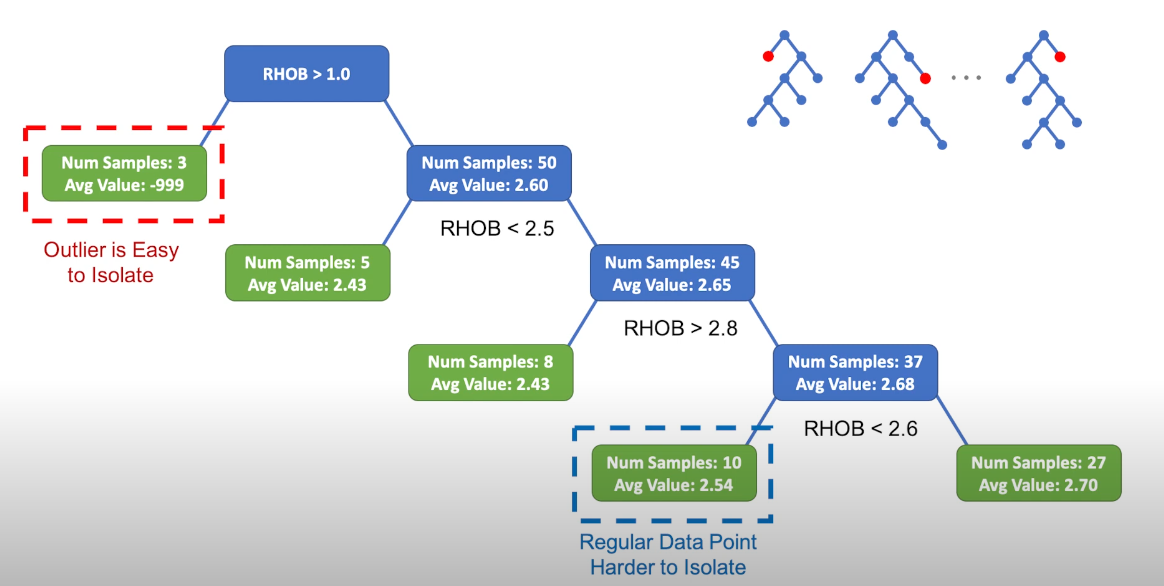 RHOB > 1.0
Num Samples: 3
Avg Value: -999
Num Samples: 50
Avg Value: 2.60
RHOB < 2.5
Outlier is Easy
to Isolate
Num Samples: 5
Avg Value: 2.43
Num Samples: 45
Avg Value: 2.65
RHOB > 2.8
Num Samples: 8
Avg Value: 2.43
Num Samples: 37
Avg Value: 2.68
RHOB < 2.6
Num Samples: 10
Avg Value: 2.54
Num Samples: 27
Avg Value: 2.70
Regular Data Point
Harder to Isolate